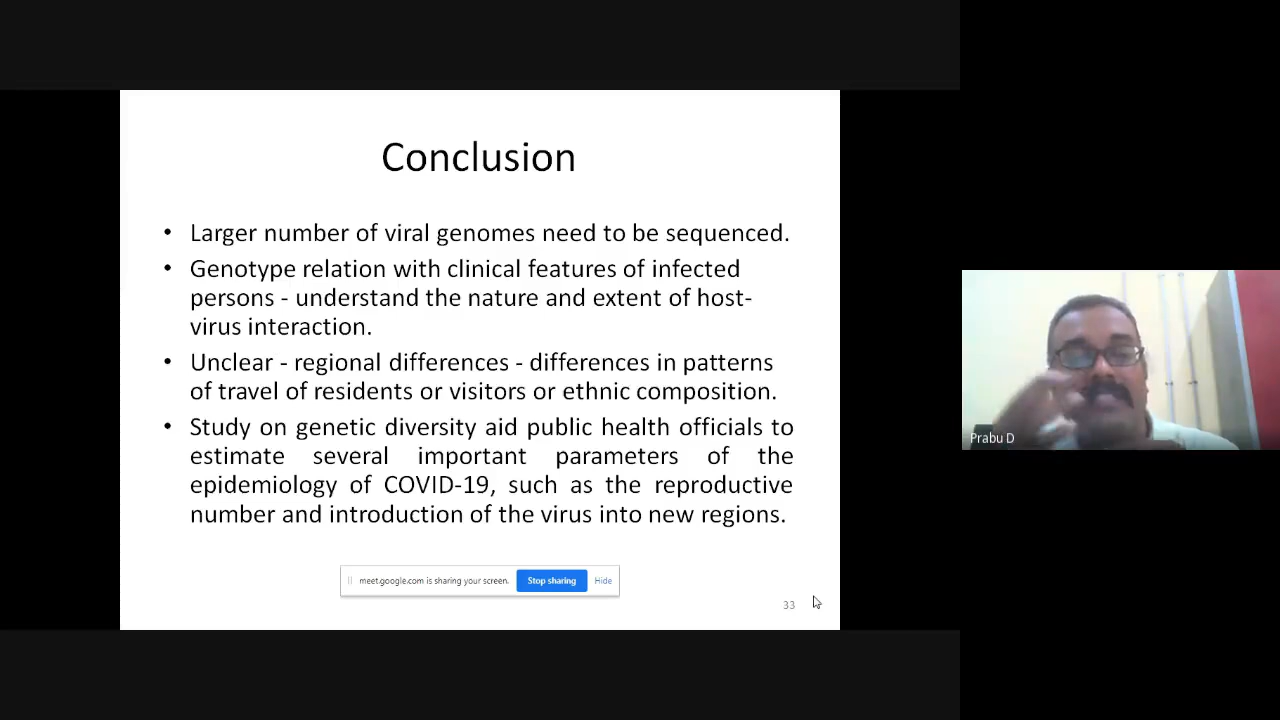 Conclusion
• Larger number of viral genomes need to be sequenced.
• Genotype relation with clinical features of infected
persons - understand the nature and extent of host-
virus interaction.
• Unclear - regional differences - differences in patterns
of travel of residents or visitors or ethnic composition.
• Study on genetic diversity aid public health officials to
estimate several important parameters of the
epidemiology of COVID-19, such as the reproductive
number and introduction of the virus into new regions.
meet.google.com is sharing your screen. Stop sharing Hide
33
Prabu D